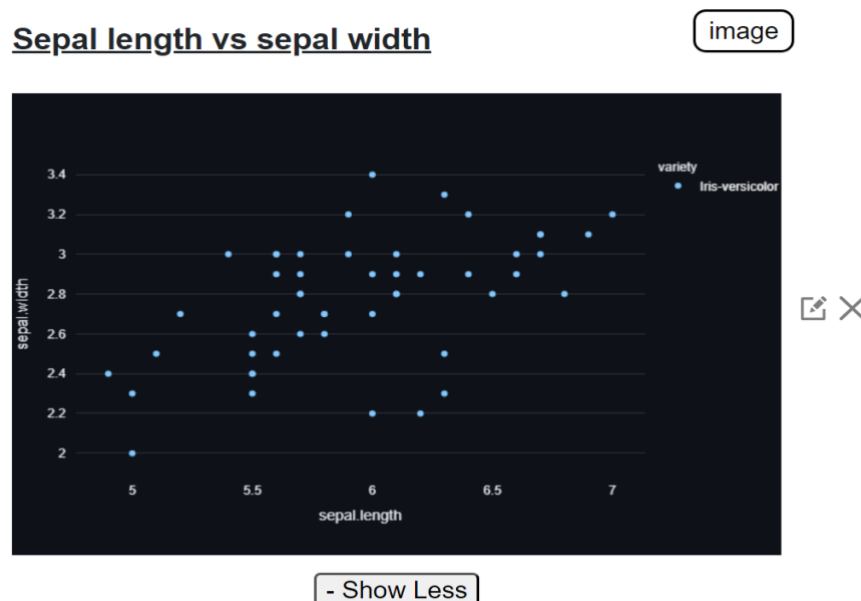 Sepal length vs sepal width
image
variety
Iris-versicolor
3.4
3.2
3
2.8
2.6
2.4
2.2
2
sepal.width
5 5.5 6 6.5 7
sepal.length
- Show Less